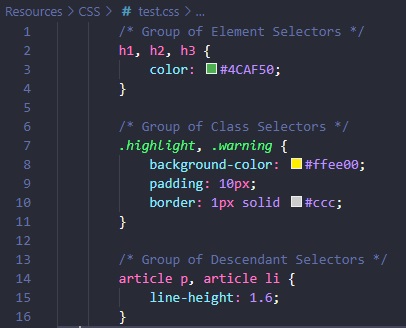 Resources > CSS > # test.css > ...
1 /* Group of Element Selectors */
2 h1, h2, h3 {
3 color: #4CAF50;
4 }
5
6 /* Group of Class Selectors */
7 .highlight, .warning {
8 background-color: #ffee00;
9 padding: 10px;
10 border: 1px solid #ccc;
11 }
12
13 /* Group of Descendant Selectors */
14 article p, article li {
15 line-height: 1.6;
16 }